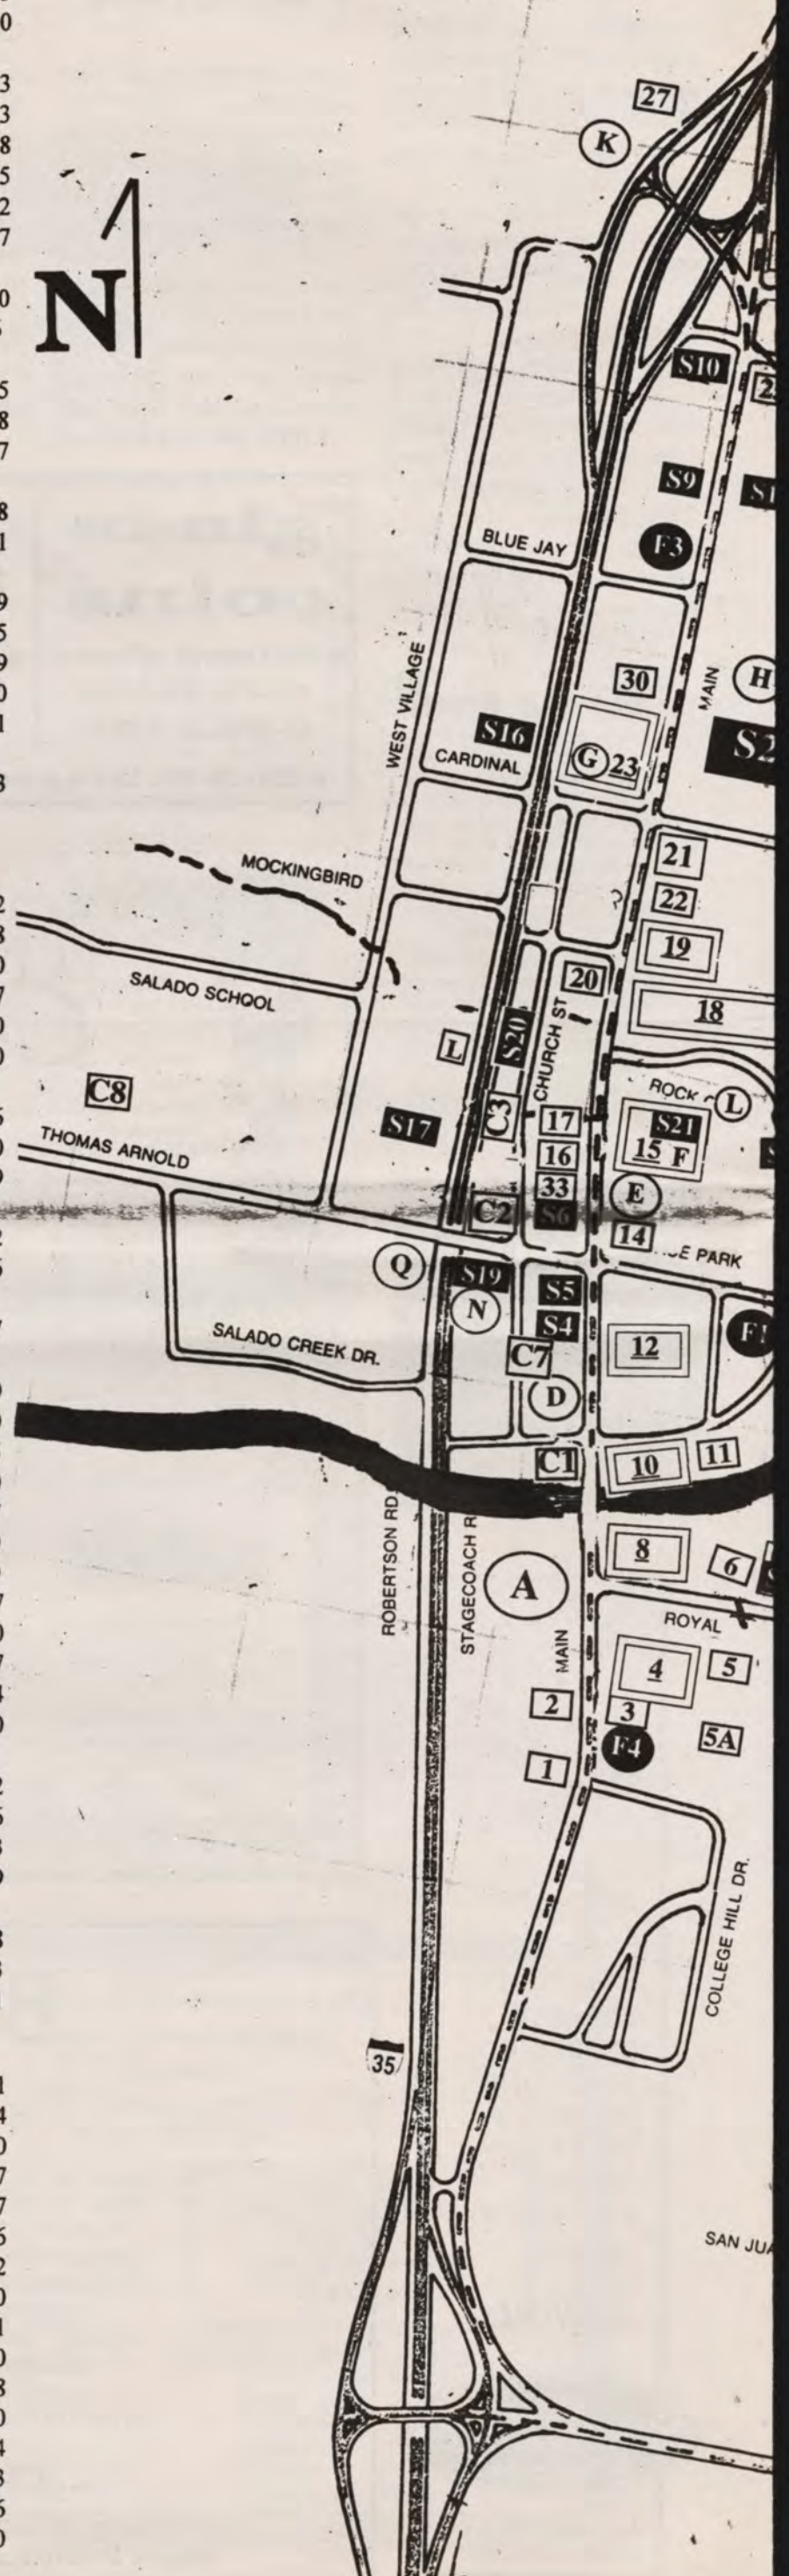 27
K
N
S10
S9
F3
BLUE JAY
WEST VILLAGE
MAIN
30
H
S16
G 23
CARDINAL
21
MOCKINGBIRD
22
19
20
SALADO SCHOOL
18
S20
CHURCH ST
L
ROCK
L
C8
C3
17
S21
S17
15 F
THOMAS ARNOLD
16
33
E
C2
S6
14
PARK
Q
S19
S5
N
S4
12
SALADO CREEK DR.
C7
D
C1
10
11
ROBERTSON RD.
STAGECOACH R
8
6
A
ROYAL
MAIN
4
5
2
3
5A
F4
1
COLLEGE HILL DR.
35
SAN JUA